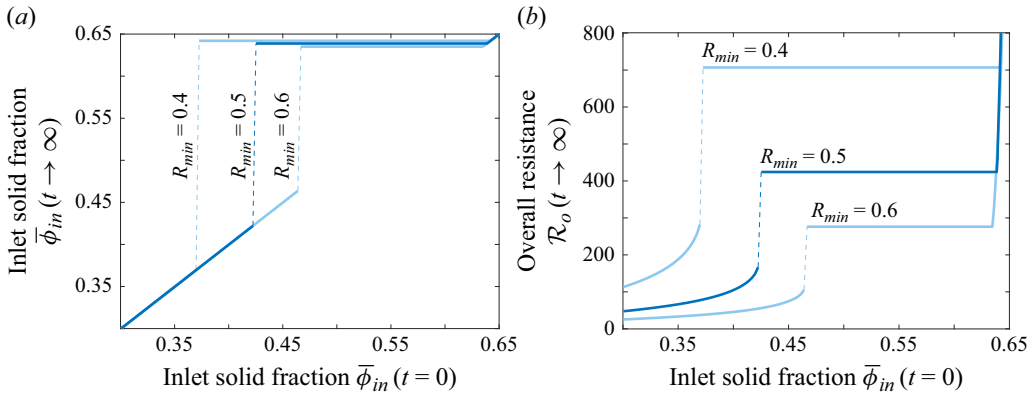 (a)
0.65
0.55
0.45
0.35
Inlet solid fraction
ϕ̅in (t → ∞)
Rmin = 0.4
Rmin = 0.5
Rmin = 0.6
0.35
0.45
0.55
0.65
Inlet solid fraction ϕ̅in (t = 0)
(b)
800
600
400
200
0
Overall resistance
ℛo (t → ∞)
Rmin = 0.4
Rmin = 0.5
Rmin = 0.6
0.35
0.45
0.55
0.65
Inlet solid fraction ϕ̅in (t = 0)